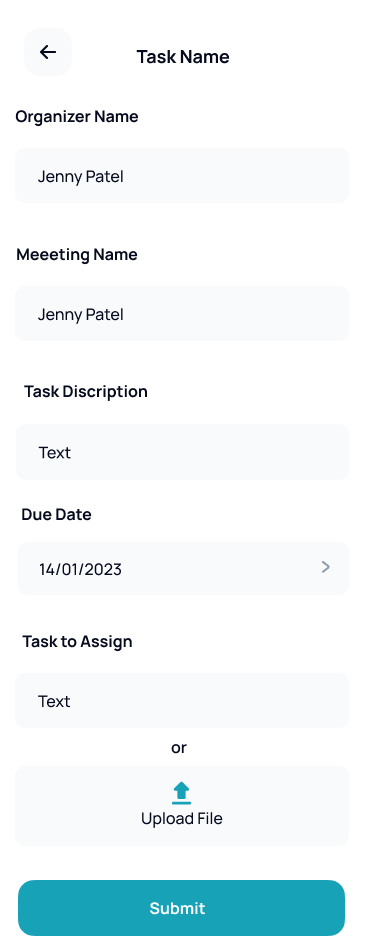 Task Name
Organizer Name
Jenny Patel
Meeeting Name
Jenny Patel
Task Discription
Text
Due Date
14/01/2023
Task to Assign
Text
or
Upload File
Submit